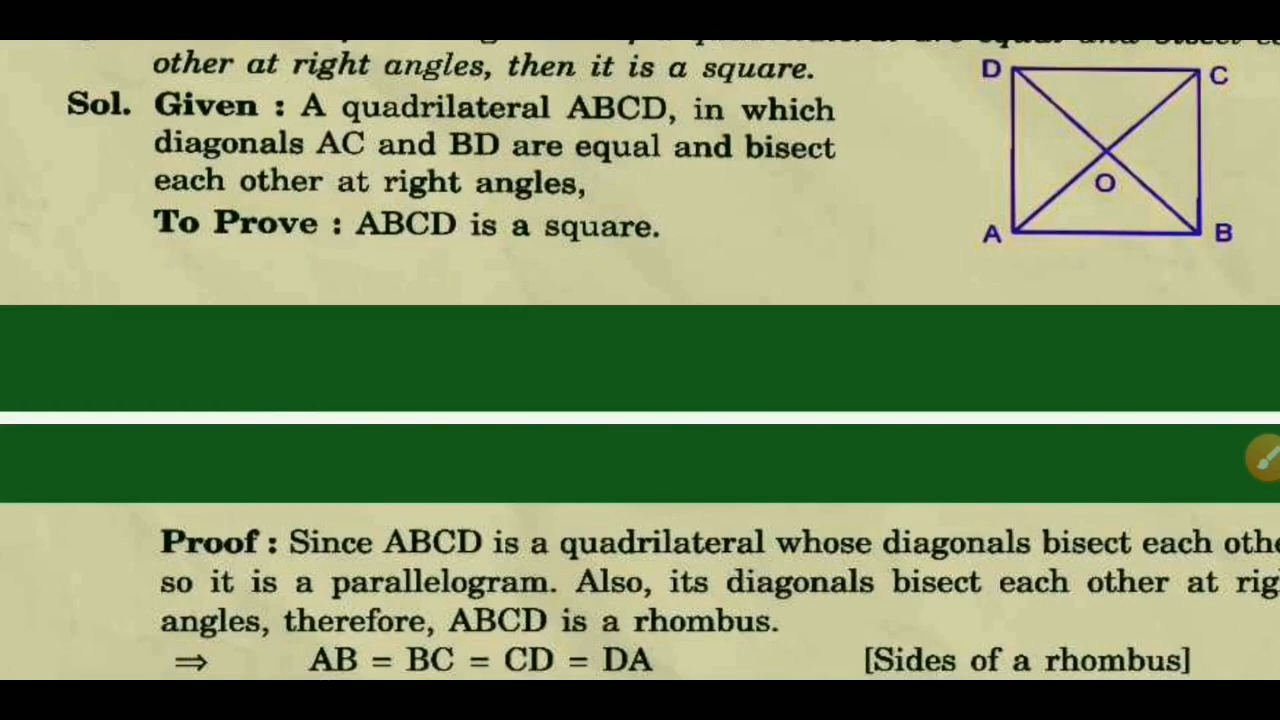 other at right angles, then it is a square.
Sol. Given : A quadrilateral ABCD, in which
diagonals AC and BD are equal and bisect
each other at right angles,
To Prove : ABCD is a square.
D
C
O
A
B
Proof : Since ABCD is a quadrilateral whose diagonals bisect each
so it is a parallelogram. Also, its diagonals bisect each other at
angles, therefore, ABCD is a rhombus.
⇒ AB = BC = CD = DA [Sides of a rhombus]